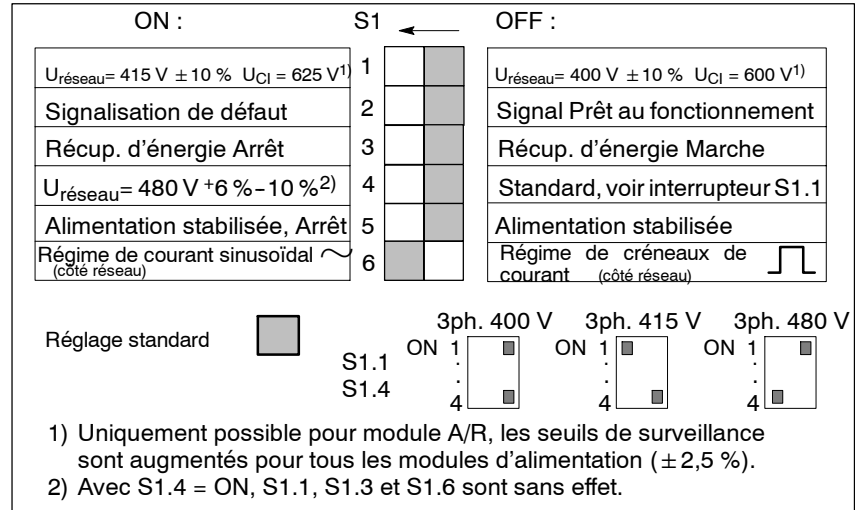 ON : S1 OFF :
Uréseau= 415 V ±10 % UCI = 625 V1) 1 Uréseau= 400 V ±10 % UCI = 600 V1)
Signalisation de défaut 2 Signal Prêt au fonctionnement
Récup. d'énergie Arrêt 3 Récup. d'énergie Marche
Uréseau= 480 V +6 %–10 %2) 4 Standard, voir interrupteur S1.1
Alimentation stabilisée, Arrêt 5 Alimentation stabilisée
Régime de courant sinusoïdal 6 Régime de créneaux de
(côté réseau) courant (côté réseau)
3ph. 400 V 3ph. 415 V 3ph. 480 V
Réglage standard
ON 1 ON 1 ON 1
S1.1 . . .
S1.4 . . .
4 4 4
1) Uniquement possible pour module A/R, les seuils de surveillance
sont augmentés pour tous les modules d'alimentation (±2,5 %).
2) Avec S1.4 = ON, S1.1, S1.3 et S1.6 sont sans effet.